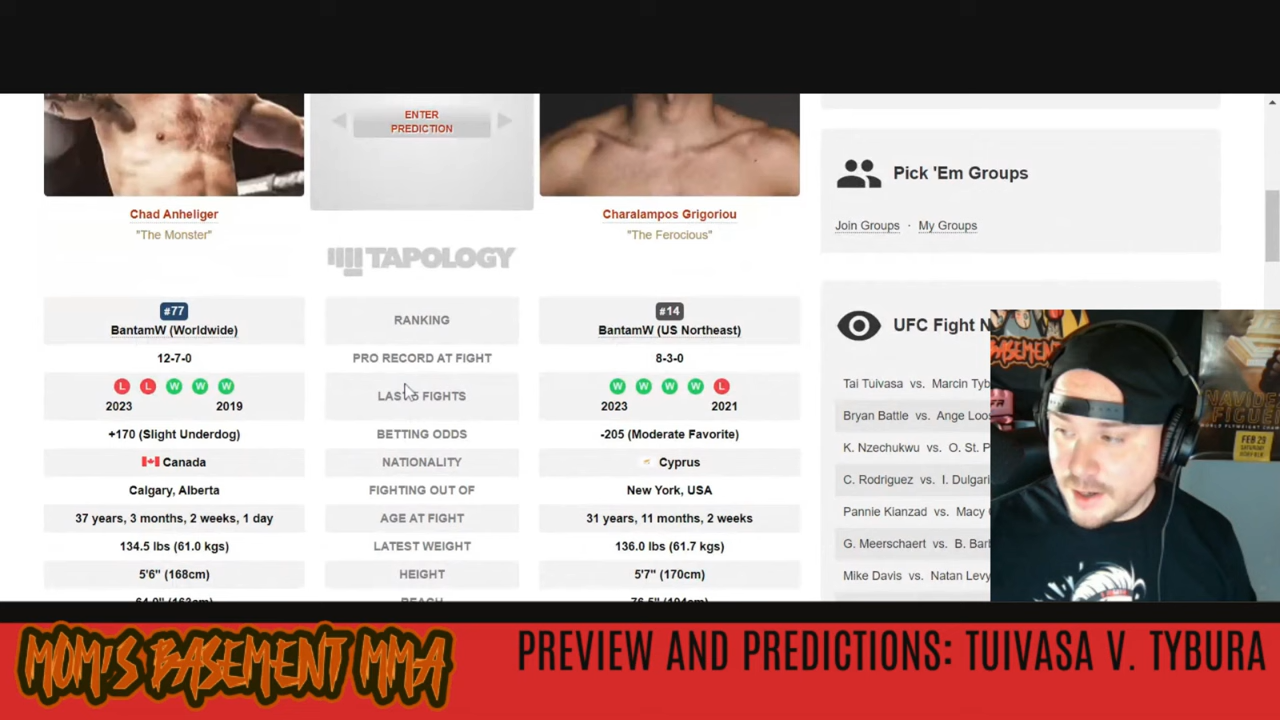 ENTER
PREDICTION
Chad Anheliger
"The Monster"
Charalampos Grigoriou
"The Ferocious"
TAPOLOGY
#77
BantamW (Worldwide)
RANKING
#14
BantamW (US Northeast)
12-7-0
PRO RECORD AT FIGHT
8-3-0
L L W W W
2023 2019
LAST 5 FIGHTS
W W W W L
2023 2021
+170 (Slight Underdog)
BETTING ODDS
-205 (Moderate Favorite)
Canada
NATIONALITY
Cyprus
Calgary, Alberta
FIGHTING OUT OF
New York, USA
37 years, 3 months, 2 weeks, 1 day
AGE AT FIGHT
31 years, 11 months, 2 weeks
134.5 lbs (61.0 kgs)
LATEST WEIGHT
136.0 lbs (61.7 kgs)
5'6" (168cm)
HEIGHT
5'7" (170cm)
REACH
Pick 'Em Groups
Join Groups · My Groups
UFC Fight N
Tai Tuivasa vs. Marcin Tyb
Bryan Battle vs. Ange Loos
K. Nzechukwu vs. O. St. P
C. Rodriguez vs. I. Dulgari
Pannie Kianzad vs. Macy
G. Meerschaert vs. B. Barl
Mike Davis vs. Natan Levy
BASEMENT
FEB 29
MOM'S BASEMENT MMA
PREVIEW AND PREDICTIONS: TUIVASA V. TYBURA